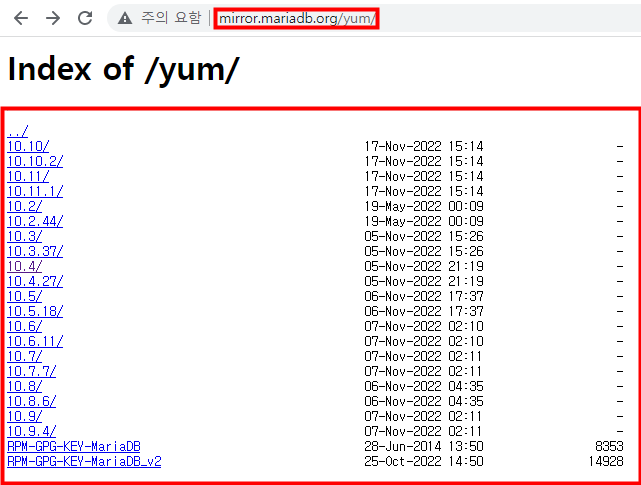 주의 요함 | mirror.mariadb.org/yum/
Index of /yum/
../
10.10/ 17-Nov-2022 15:14 -
10.10.2/ 17-Nov-2022 15:14 -
10.11/ 17-Nov-2022 15:14 -
10.11.1/ 17-Nov-2022 15:14 -
10.2/ 19-May-2022 00:09 -
10.2.44/ 19-May-2022 00:09 -
10.3/ 05-Nov-2022 15:26 -
10.3.37/ 05-Nov-2022 15:26 -
10.4/ 05-Nov-2022 21:19 -
10.4.27/ 05-Nov-2022 21:19 -
10.5/ 06-Nov-2022 17:37 -
10.5.18/ 06-Nov-2022 17:37 -
10.6/ 07-Nov-2022 02:10 -
10.6.11/ 07-Nov-2022 02:10 -
10.7/ 07-Nov-2022 02:11 -
10.7.7/ 07-Nov-2022 02:11 -
10.8/ 06-Nov-2022 04:35 -
10.8.6/ 06-Nov-2022 04:35 -
10.9/ 07-Nov-2022 02:11 -
10.9.4/ 07-Nov-2022 02:11 -
RPM-GPG-KEY-MariaDB 28-Jun-2014 13:50 8353
RPM-GPG-KEY-MariaDB_v2 25-Oct-2022 14:50 14928